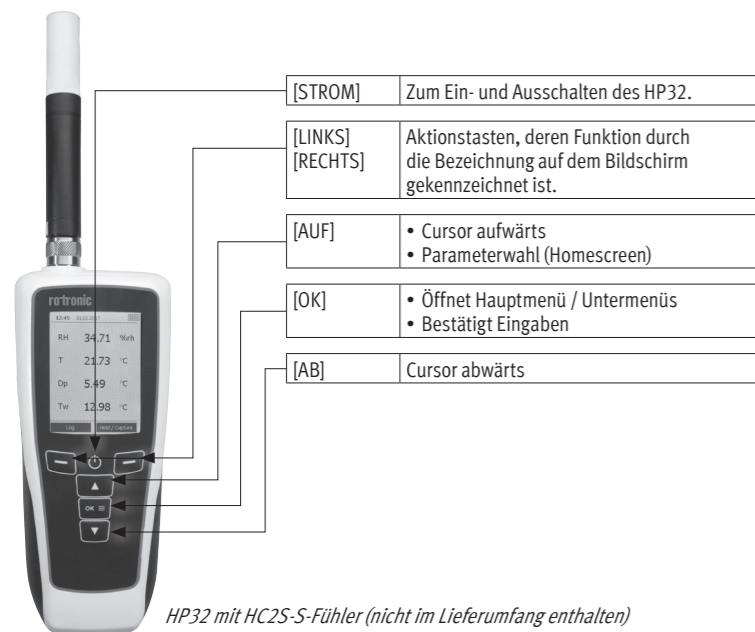 [STROM] Zum Ein- und Ausschalten des HP32.
[LINKS] Aktionstasten, deren Funktion durch
[RECHTS] die Bezeichnung auf dem Bildschirm
gekennzeichnet ist.
[AUF] • Cursor aufwärts
• Parameterwahl (Homescreen)
[OK] • Öffnet Hauptmenü / Untermenüs
• Bestätigt Eingaben
[AB] Cursor abwärts
rotronic
12:45
RH 34.71 %rh
T 21.73 °C
Dp 5.49 °C
Tw 12.98 °C
Log Hold / Capture
OK
HP32 mit HC2S-S-Fühler (nicht im Lieferumfang enthalten)